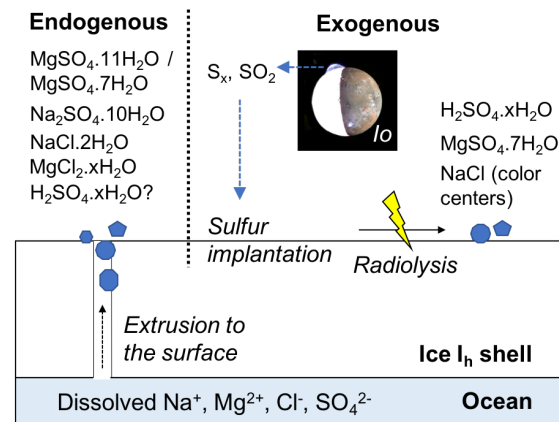 Endogenous
MgSO₄.11H₂O /
MgSO₄.7H₂O
Na₂SO₄.10H₂O
NaCl.2H₂O
MgCl₂.xH₂O
H₂SO₄.xH₂O?
Exogenous
Sₓ, SO₂
Io
H₂SO₄.xH₂O
MgSO₄.7H₂O
NaCl (color
centers)
Sulfur
implantation
Radiolysis
Extrusion to
the surface
Ice Iₕ shell
Dissolved Na⁺, Mg²⁺, Cl⁻, SO₄²⁻
Ocean